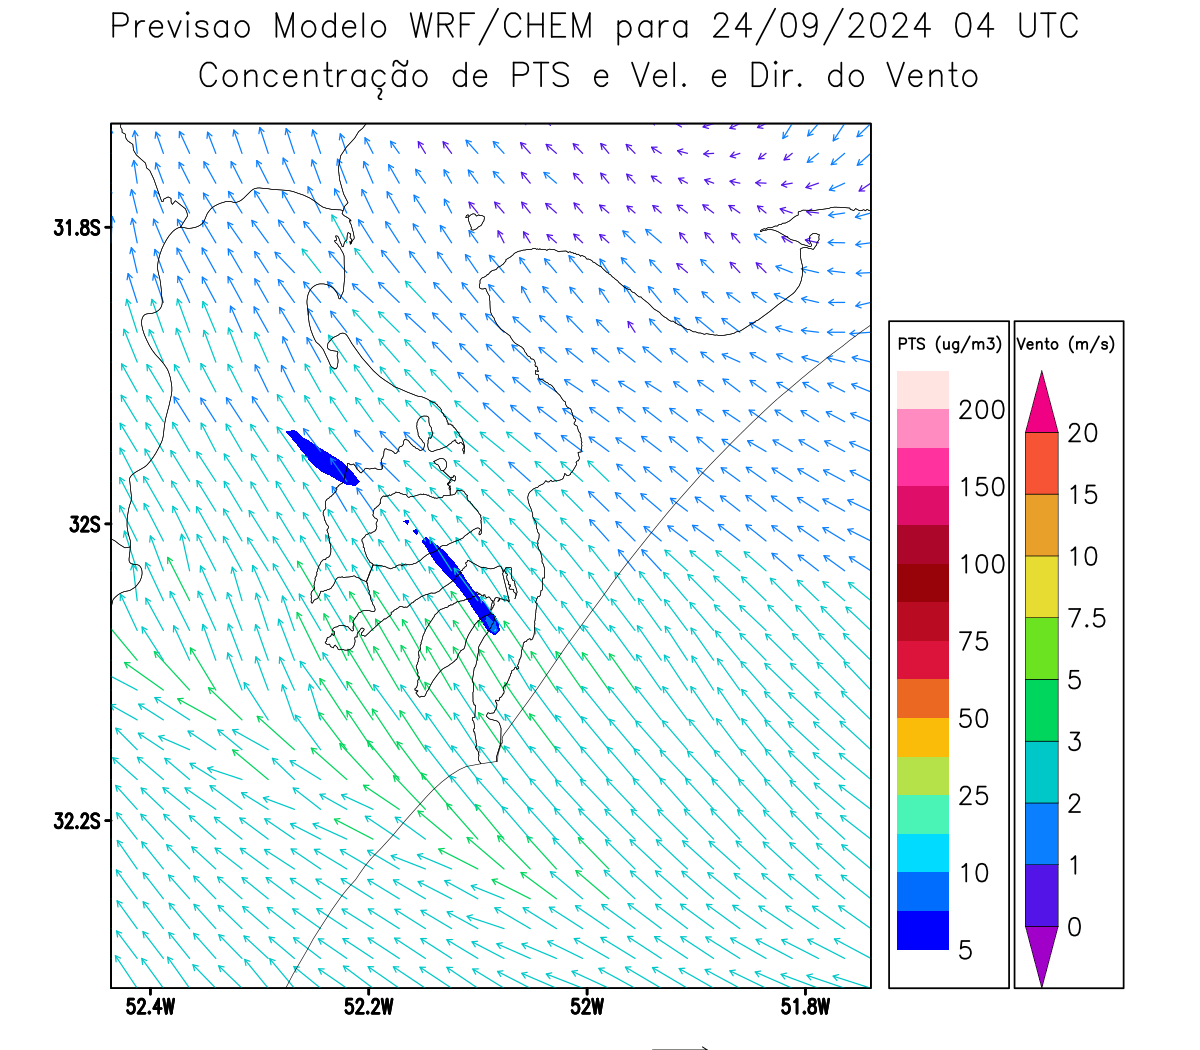 Previsao Modelo WRF/CHEM para 24/09/2024 04 UTC
Concentração de PTS e Vel. e Dir. do Vento
31.8S
32S
32.2S
52.4W
52.2W
52W
51.8W
PTS (ug/m3)
200
150
100
75
50
25
10
5
Vento (m/s)
20
15
10
7.5
5
3
2
1
0